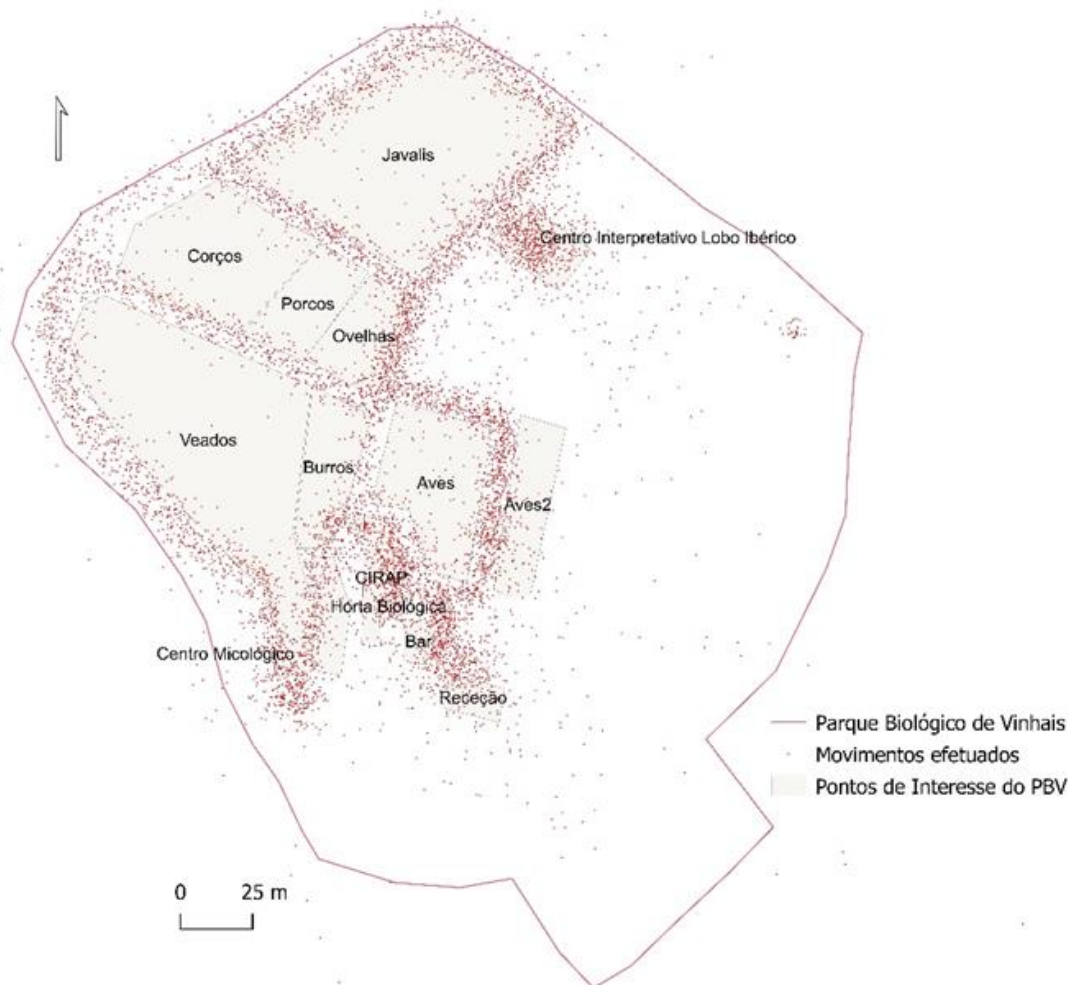 Javalis
Centro Interpretativo Lobo Ibérico
Corços
Porcos
Ovelhas
Veados
Burros
Aves
Aves2
CIRAP
Horta Biológica
Bar
Centro Micológico
Receção
Parque Biológico de Vinhais
Movimentos efetuados
Pontos de Interesse do PBV
0 25 m